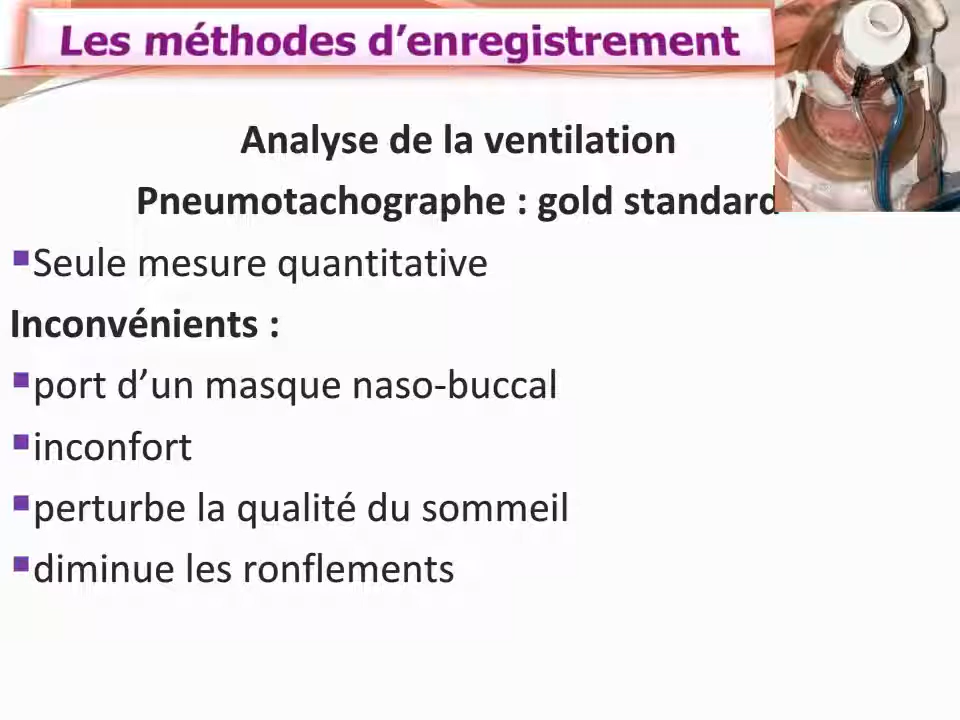 Les méthodes d’enregistrement
Analyse de la ventilation
Pneumotachographe : gold standard
▪Seule mesure quantitative
Inconvénients :
▪port d’un masque naso-buccal
▪inconfort
▪perturbe la qualité du sommeil
▪diminue les ronflements